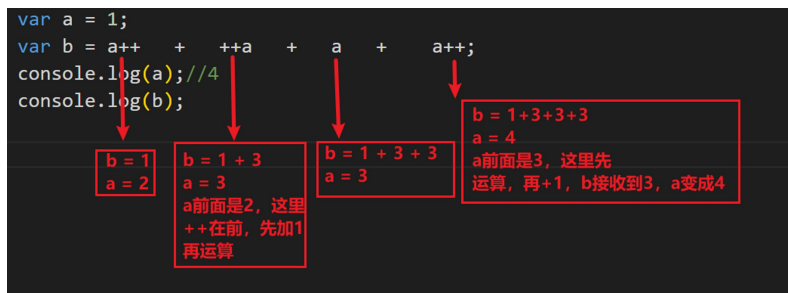 var a = 1;
var b = a++ + ++a + a + a++;
console.log(a);//4
console.log(b);
b = 1
a = 2
b = 1 + 3
a = 3
a前面是2，这里
++在前，先加1
再运算
b = 1 + 3 + 3
a = 3
b = 1+3+3+3
a = 4
a前面是3，这里先
运算，再+1，b接收到3，a变成4